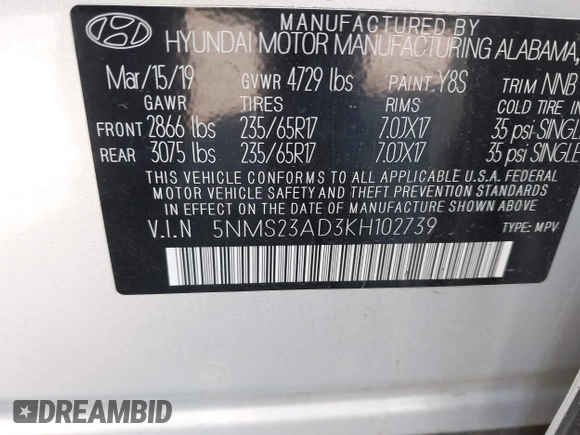 MANUFACTURED BY
HYUNDAI MOTOR MANUFACTURING ALABAMA,
Mar/15/19 GVWR 4729 lbs PAINT: Y8S TRIM NNB
GAWR TIRES RIMS COLD TIRE IN
FRONT 2866 lbs 235/65R17 7.0JX17 35 psi SINGLE
REAR 3075 lbs 235/65R17 7.0JX17 35 psi SINGLE
THIS VEHICLE CONFORMS TO ALL APPLICABLE U.S.A. FEDERAL
MOTOR VEHICLE SAFETY AND THEFT PREVENTION STANDARDS
IN EFFECT ON THE DATE OF MANUFACTURE SHOWN ABOVE
V.I.N 5NMS23AD3KH102739 TYPE: MPV
DREAMBID